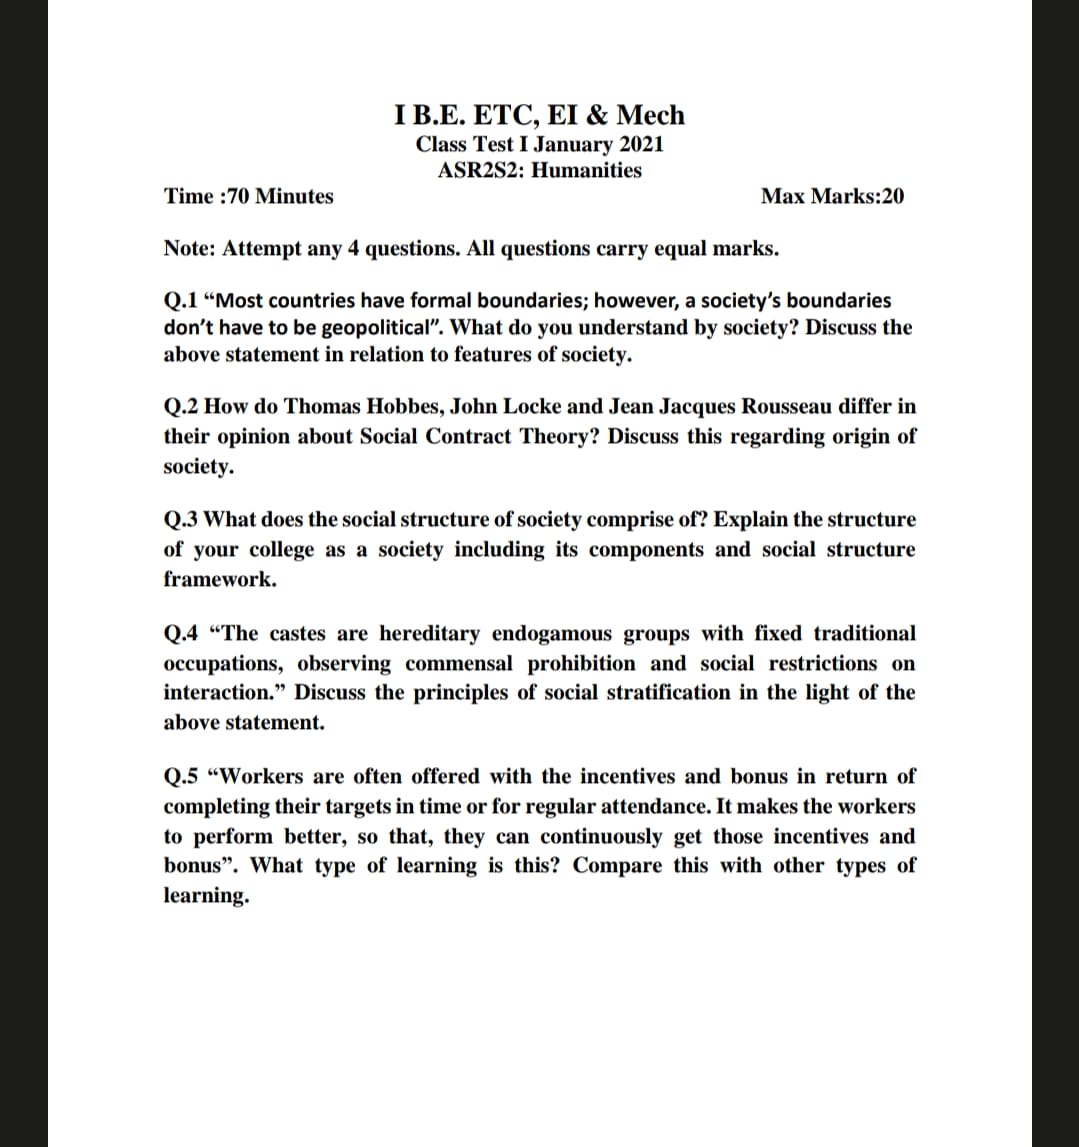 I B.E. ETC, EI & Mech
Class Test I January 2021
ASR2S2: Humanities
Time :70 Minutes Max Marks:20
Note: Attempt any 4 questions. All questions carry equal marks.
Q.1 “Most countries have formal boundaries; however, a society’s boundaries
don’t have to be geopolitical”. What do you understand by society? Discuss the
above statement in relation to features of society.
Q.2 How do Thomas Hobbes, John Locke and Jean Jacques Rousseau differ in
their opinion about Social Contract Theory? Discuss this regarding origin of
society.
Q.3 What does the social structure of society comprise of? Explain the structure
of your college as a society including its components and social structure
framework.
Q.4 “The castes are hereditary endogamous groups with fixed traditional
occupations, observing commensal prohibition and social restrictions on
interaction.” Discuss the principles of social stratification in the light of the
above statement.
Q.5 “Workers are often offered with the incentives and bonus in return of
completing their targets in time or for regular attendance. It makes the workers
to perform better, so that, they can continuously get those incentives and
bonus”. What type of learning is this? Compare this with other types of
learning.